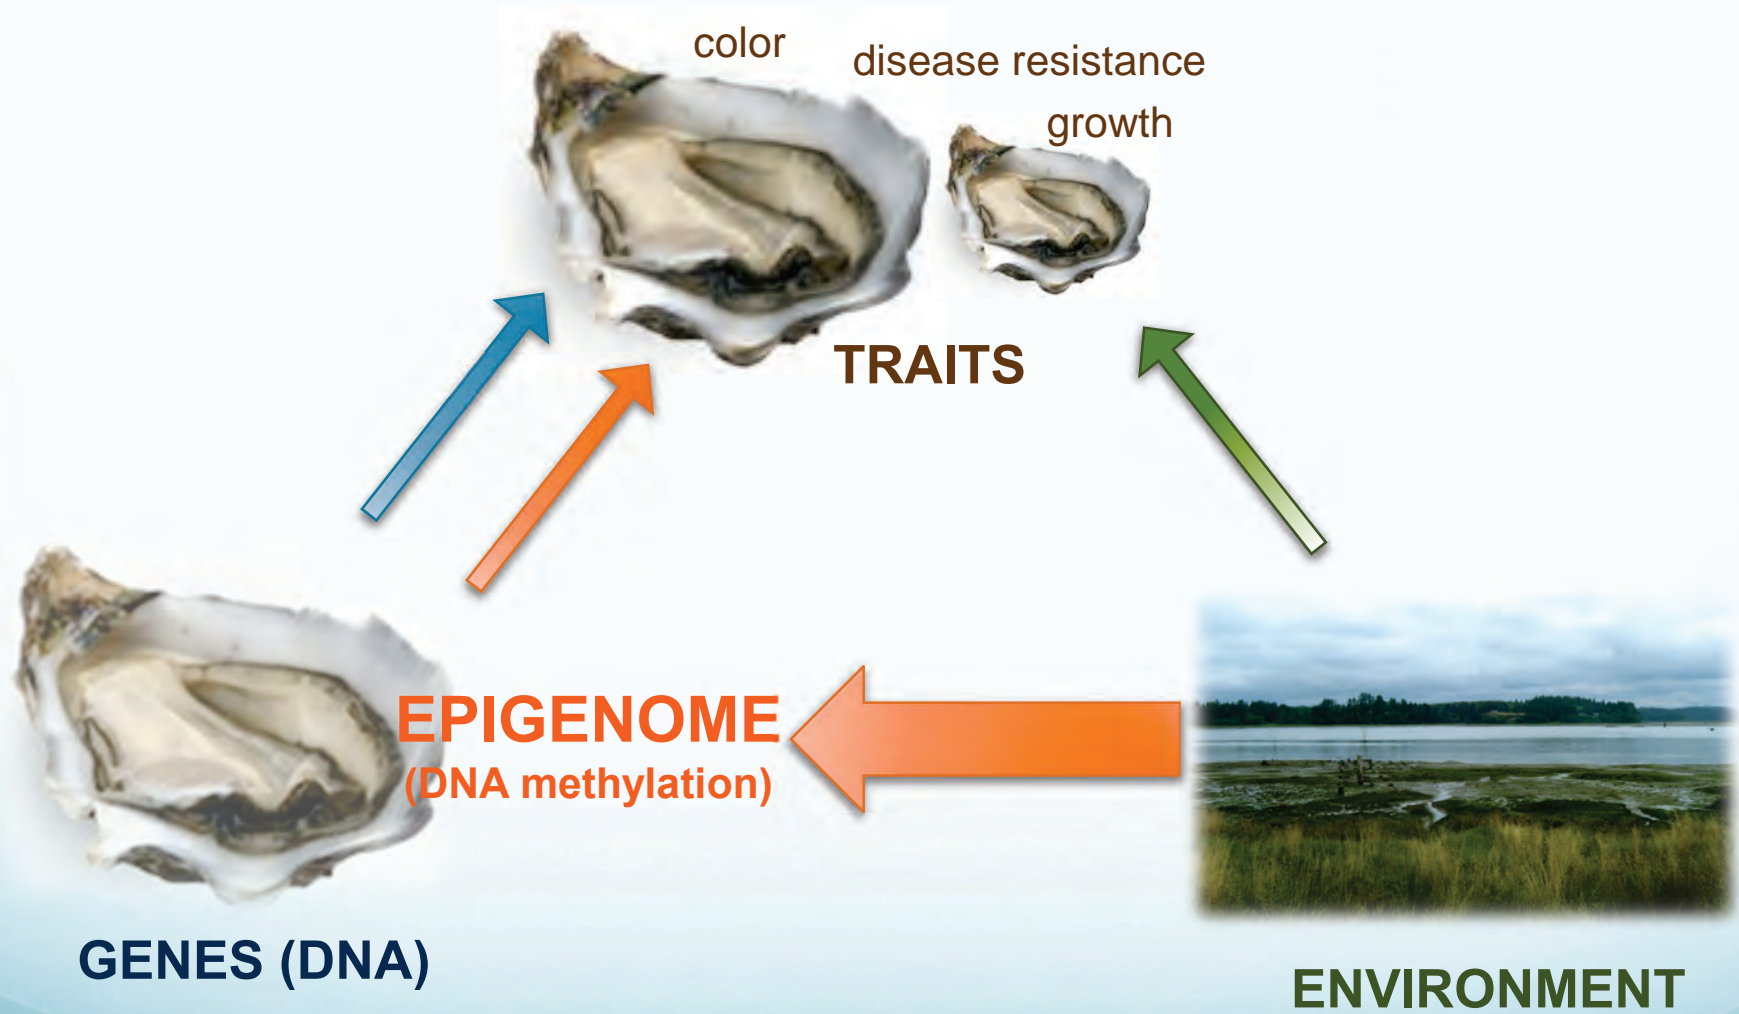 color
disease resistance
growth
TRAITS
EPIGENOME
(DNA methylation)
GENES (DNA)
ENVIRONMENT